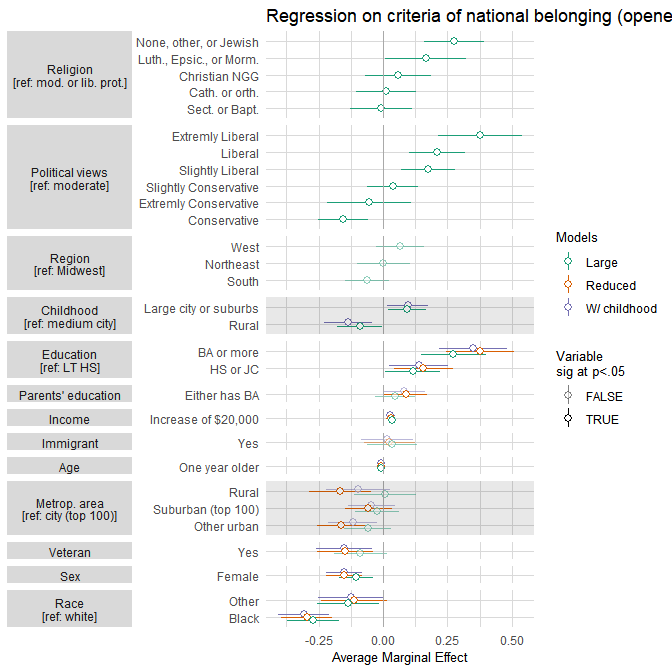 Regression on criteria of national belonging (opene
Religion
[ref: mod. or lib. prot.]
None, other, or Jewish
Luth., Epsic., or Morm.
Christian NGG
Cath. or orth.
Sect. or Bapt.
Political views
[ref: moderate]
Extremly Liberal
Liberal
Slightly Liberal
Slightly Conservative
Extremly Conservative
Conservative
Region
[ref: Midwest]
West
Northeast
South
Childhood
[ref: medium city]
Large city or suburbs
Rural
Education
[ref: LT HS]
BA or more
HS or JC
Parents' education
Either has BA
Income
Increase of $20,000
Immigrant
Yes
Age
One year older
Metrop. area
[ref: city (top 100)]
Rural
Suburban (top 100)
Other urban
Veteran
Yes
Sex
Female
Race
[ref: white]
Other
Black
-0.25 0.00 0.25 0.50
Average Marginal Effect
Models
Large
Reduced
W/ childhood
Variable
sig at p<.05
FALSE
TRUE